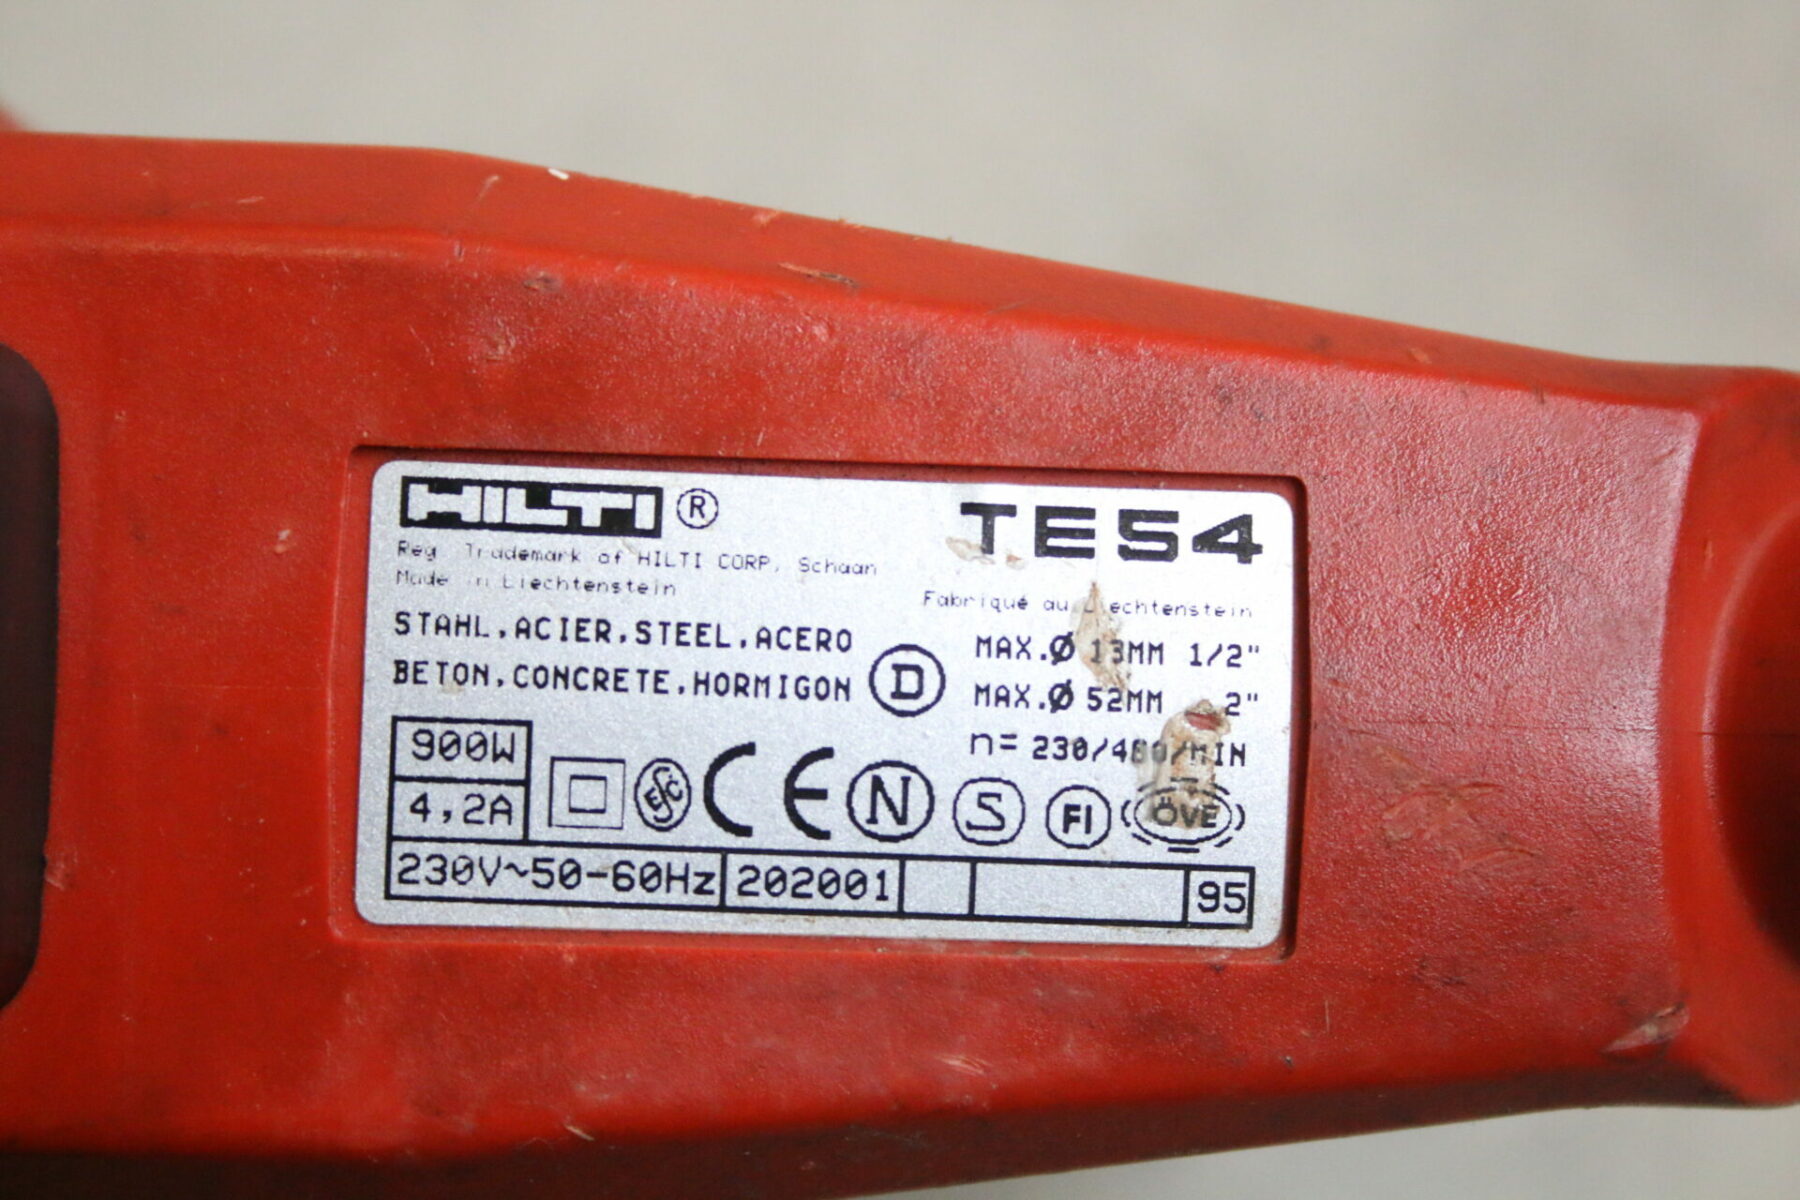 HILTI ® TE54
Reg. Trademark of HILTI CORP. Schaan
Made in Liechtenstein
Fabriqué au Liechtenstein
STAHL,ACIER,STEEL,ACERO MAX.Ø 13MM 1/2"
BETON,CONCRETE,HORMIGON D MAX.Ø 52MM 2"
n= /MIN
900W
4,2A CE N S FI ÖVE
230V~50-60Hz 202001 95